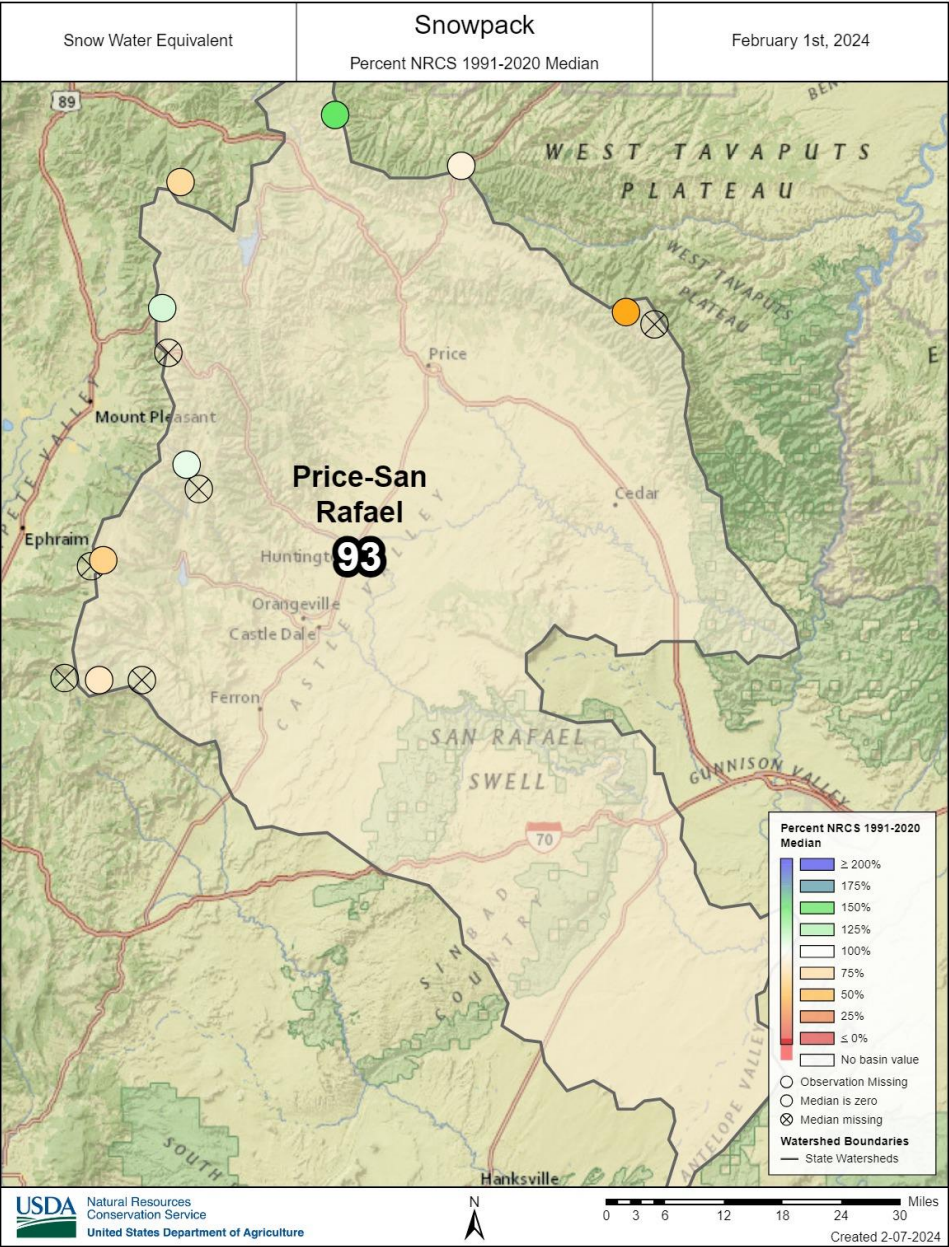 Snow Water Equivalent
Snowpack
Percent NRCS 1991-2020 Median
February 1st, 2024
89
WEST TAVAPUTS
PLATEAU
WEST TAVAPUTS
PLATEAU
E
Price
Mount Pleasant
Price-San
Rafael
93
Cedar
Ephraim
Orangeville
Castle Dale
CASTLE VALLEY
Ferron
SAN RAFAEL
SWELL
GUNNISON VALLEY
70
SINBAD
COUNTRY
ANTELOPE VALLEY
SOUTH
Hanksville
Percent NRCS 1991-2020
Median
≥ 200%
175%
150%
125%
100%
75%
50%
25%
≤ 0%
No basin value
Observation Missing
Median is zero
Median missing
Watershed Boundaries
State Watersheds
USDA
Natural Resources
Conservation Service
United States Department of Agriculture
N
Miles
0 3 6 12 18 24 30
Created 2-07-2024